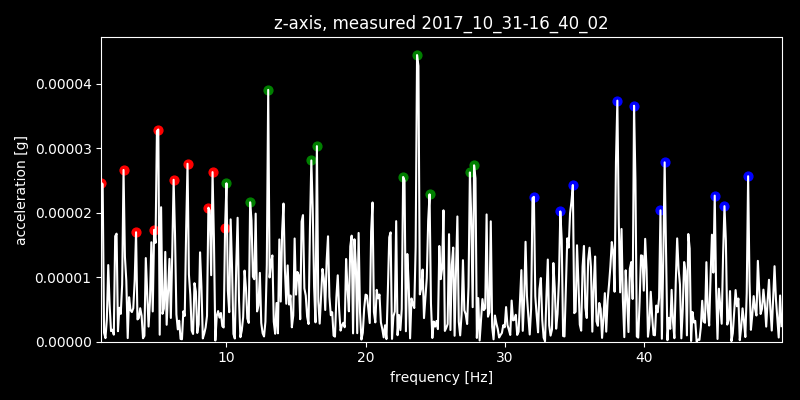 z-axis, measured 2017_10_31-16_40_02
acceleration [g]
0.00004
0.00003
0.00002
0.00001
0.00000
10 20 30 40
frequency [Hz]